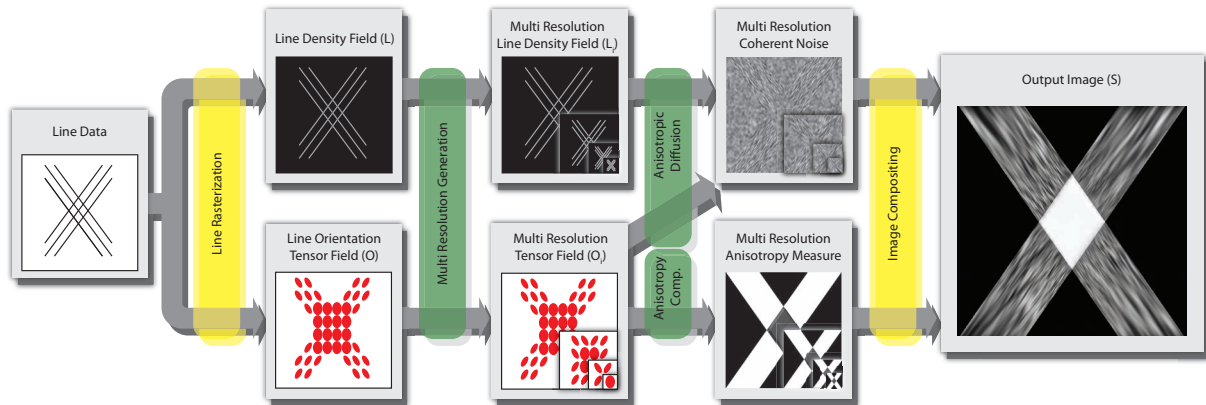 Line Data
Line Rasterization
Line Density Field (L)
Line Orientation
Tensor Field (O)
Multi Resolution Generation
Multi Resolution
Line Density Field (Lᵢ)
Multi Resolution
Tensor Field (Oᵢ)
Anisotropic
Diffusion
Anisotropy
Comp.
Multi Resolution
Coherent Noise
Multi Resolution
Anisotropy Measure
Image Compositing
Output Image (S)